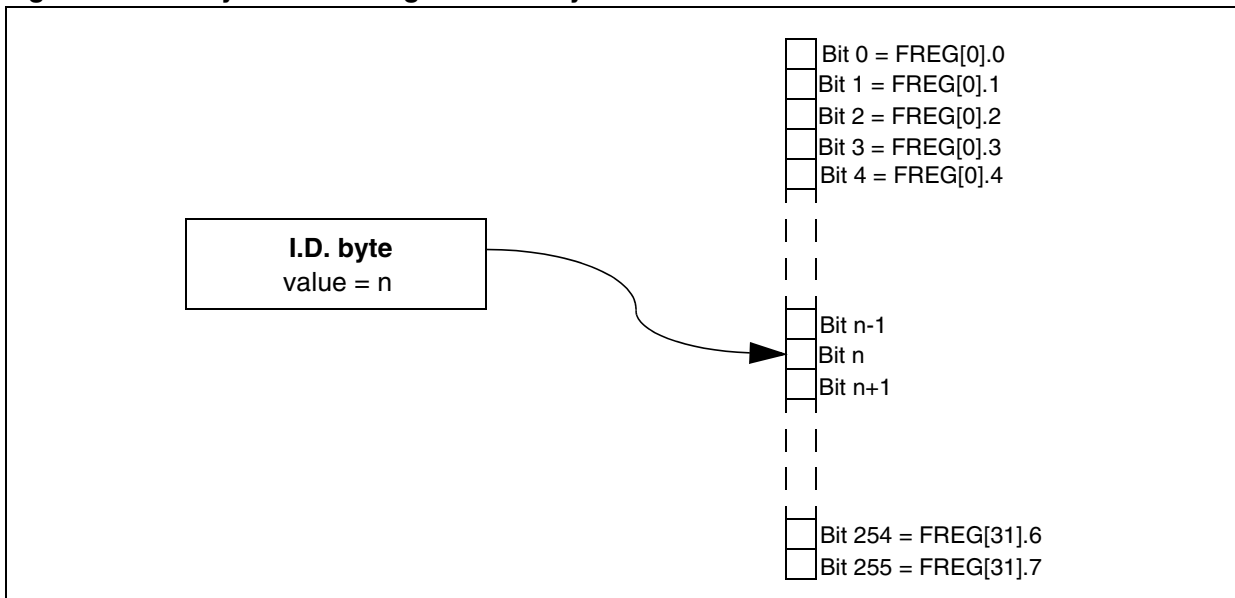 Bit 0 = FREG[0].0
Bit 1 = FREG[0].1
Bit 2 = FREG[0].2
Bit 3 = FREG[0].3
Bit 4 = FREG[0].4
I.D. byte
value = n
Bit n-1
Bit n
Bit n+1
Bit 254 = FREG[31].6
Bit 255 = FREG[31].7